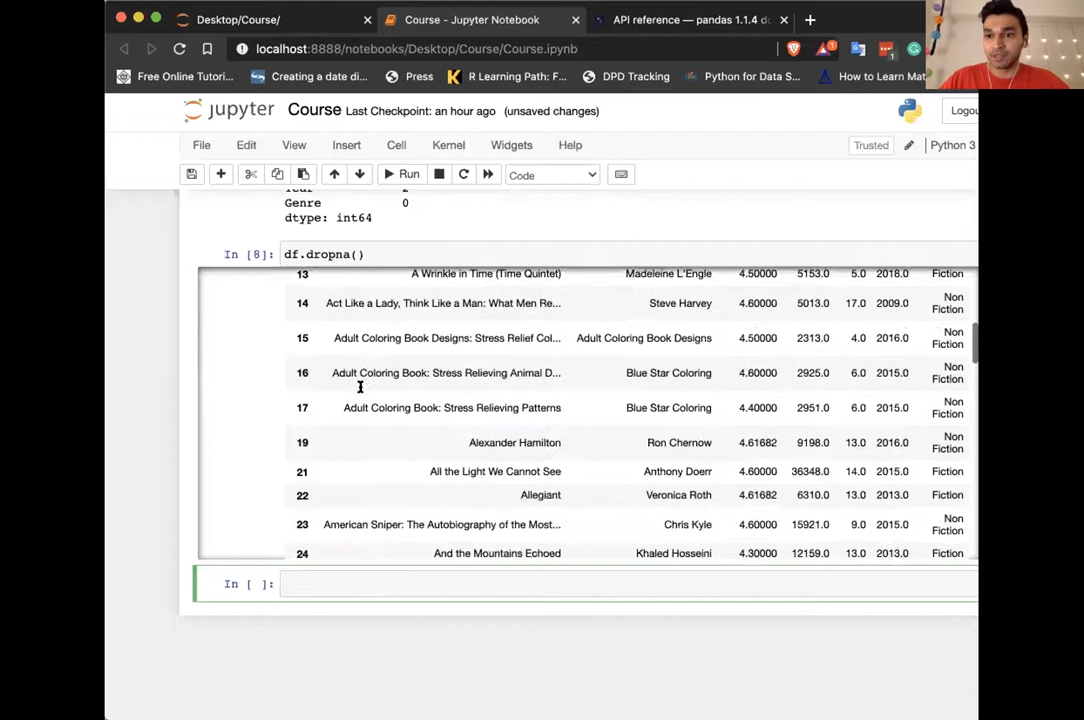 Desktop/Course/
Course - Jupyter Notebook
API reference — pandas 1.1.4 d
localhost:8888/notebooks/Desktop/Course/Course.ipynb
Free Online Tutori...
Creating a date di...
Press
R Learning Path: F...
DPD Tracking
Python for Data S...
How to Learn Mat
jupyter Course Last Checkpoint: an hour ago (unsaved changes)
Logou
File Edit View Insert Cell Kernel Widgets Help
Trusted
Python 3
Run
Code
Genre 0
dtype: int64
In [8]: df.dropna()
13 A Wrinkle in Time (Time Quintet) Madeleine L'Engle 4.50000 5153.0 5.0 2018.0 Fiction
14 Act Like a Lady, Think Like a Man: What Men Re... Steve Harvey 4.60000 5013.0 17.0 2009.0 Non Fiction
15 Adult Coloring Book Designs: Stress Relief Col... Adult Coloring Book Designs 4.50000 2313.0 4.0 2016.0 Non Fiction
16 Adult Coloring Book: Stress Relieving Animal D... Blue Star Coloring 4.60000 2925.0 6.0 2015.0 Non Fiction
17 Adult Coloring Book: Stress Relieving Patterns Blue Star Coloring 4.40000 2951.0 6.0 2015.0 Non Fiction
19 Alexander Hamilton Ron Chernow 4.61682 9198.0 13.0 2016.0 Non Fiction
21 All the Light We Cannot See Anthony Doerr 4.60000 36348.0 14.0 2015.0 Fiction
22 Allegiant Veronica Roth 4.61682 6310.0 13.0 2013.0 Fiction
23 American Sniper: The Autobiography of the Most... Chris Kyle 4.60000 15921.0 9.0 2015.0 Non Fiction
24 And the Mountains Echoed Khaled Hosseini 4.30000 12159.0 13.0 2013.0 Fiction
In [ ]: